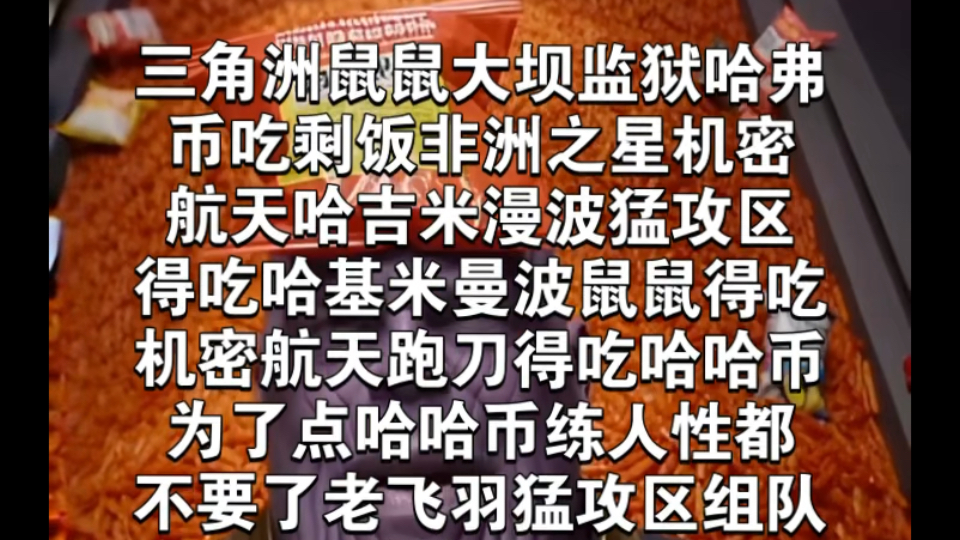 三角洲鼠鼠大坝监狱哈弗
币吃剩饭非洲之星机密
航天哈吉米漫波猛攻区
得吃哈基米曼波鼠鼠得吃
机密航天跑刀得吃哈哈币
为了点哈哈币练人性都
不要了老飞羽猛攻区组队